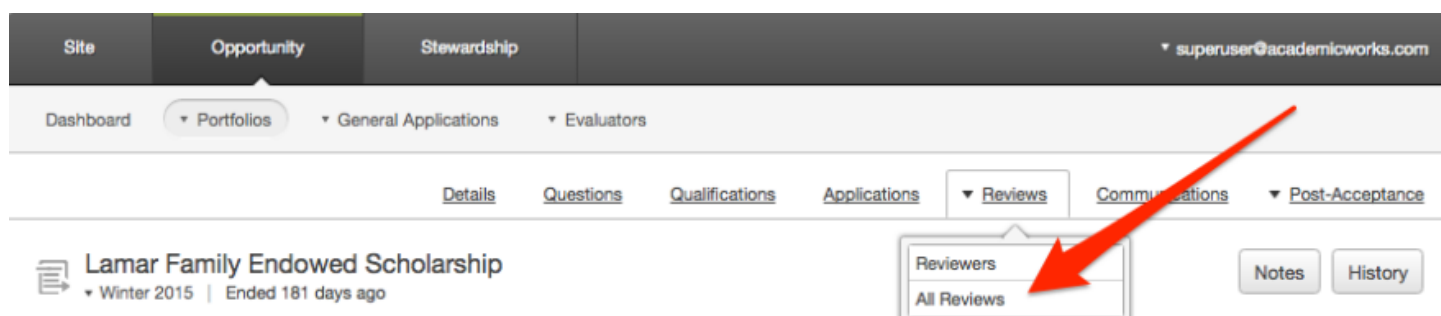 Site Opportunity Stewardship superuser@academicworks.com
Dashboard Portfolios General Applications Evaluators
Details Questions Qualifications Applications Reviews Communications Post-Acceptance
Lamar Family Endowed Scholarship
Winter 2015 | Ended 181 days ago
Reviewers
All Reviews
Notes History